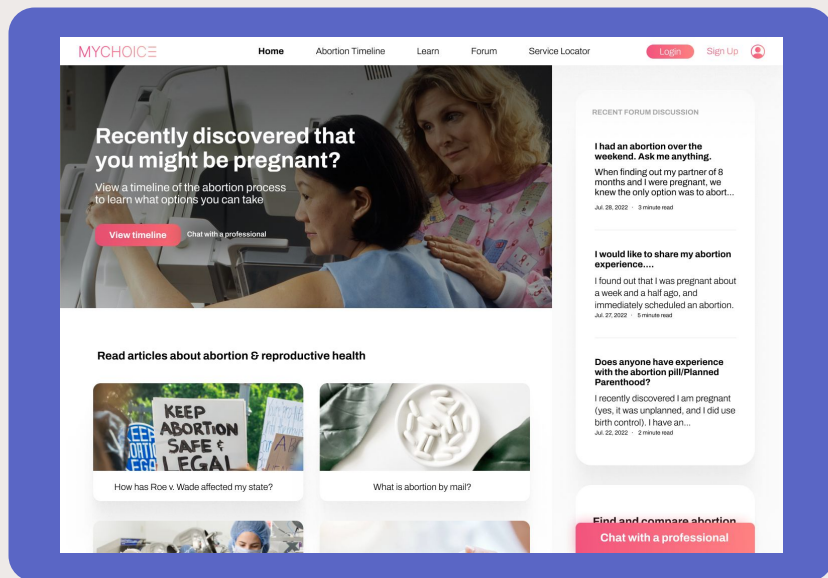 MYCHOICE
Home
Abortion Timeline
Learn
Forum
Service Locator
Login
Sign Up
Recently discovered that
you might be pregnant?
View a timeline of the abortion process
to learn what options you can take
View timeline
Chat with a professional
Read articles about abortion & reproductive health
KEEP
ABORTION
SAFE &
LEGAL
How has Roe v. Wade affected my state?
What is abortion by mail?
RECENT FORUM DISCUSSION
I had an abortion over the
weekend. Ask me anything.
When finding out my partner of 8
months and I were pregnant, we
knew the only option was to abort...
Jul. 28, 2022 · 3 minute read
I would like to share my abortion
experience....
I found out that I was pregnant about
a week and a half ago, and
immediately scheduled an abortion.
Jul. 27, 2022 · 5 minute read
Does anyone have experience
with the abortion pill/Planned
Parenthood?
I recently discovered I am pregnant
(yes, it was unplanned, and I did use
birth control). I have an...
Jul. 22, 2022 · 2 minute read
Find and compare abortion
Chat with a professional